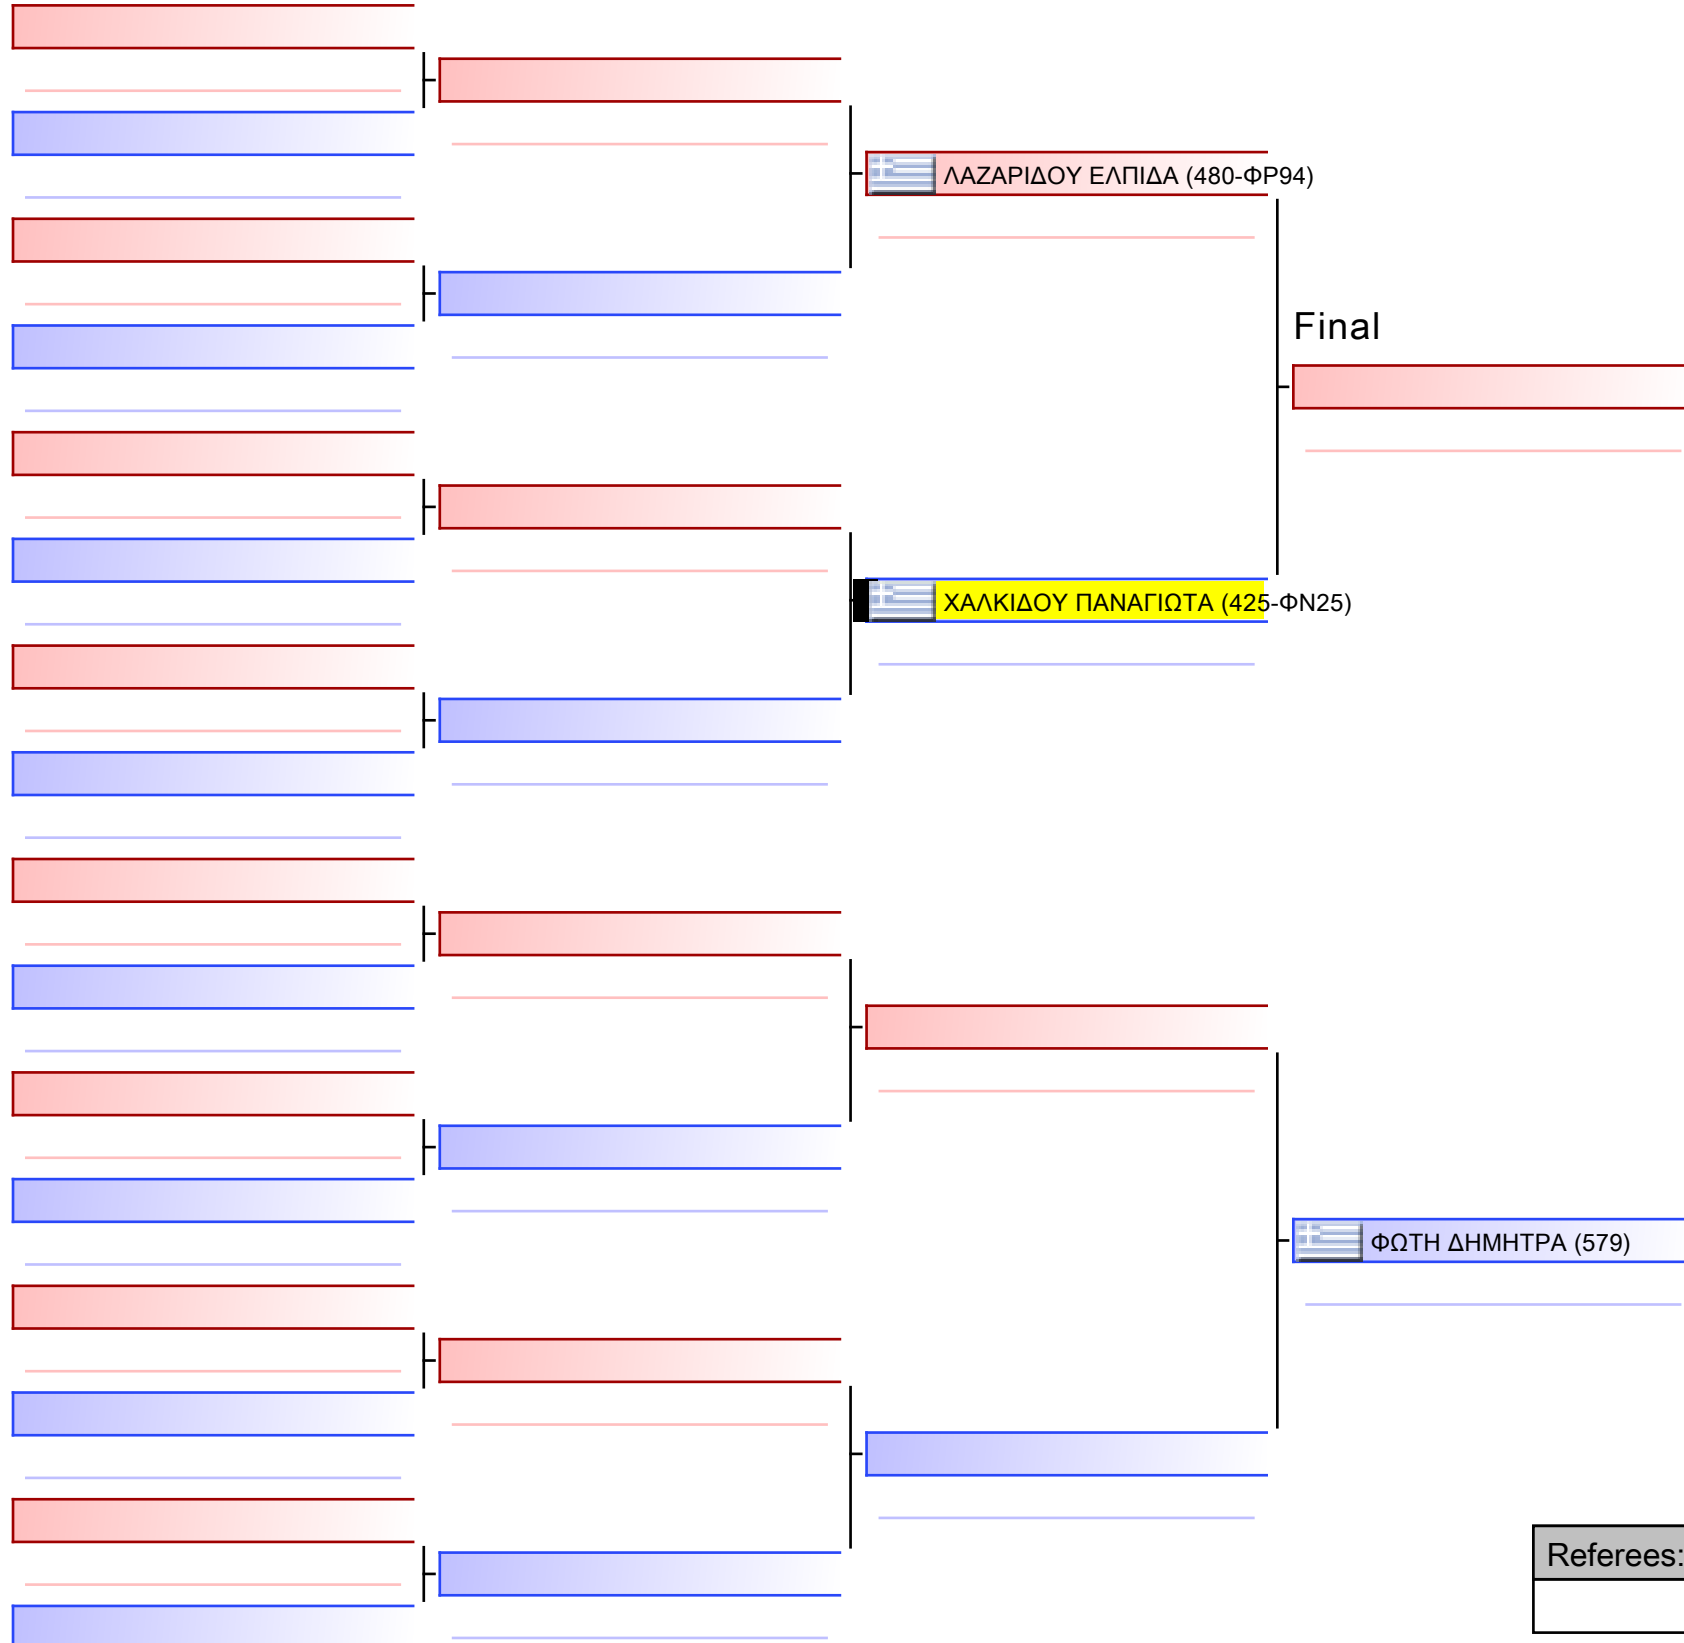 ΛΑΖΑΡΙΔΟΥ ΕΛΠΙΔΑ (480-ΦΡ94)
Final
ΧΑΛΚΙΔΟΥ ΠΑΝΑΓΙΩΤΑ (425-ΦΝ25)
ΦΩΤΗ ΔΗΜΗΤΡΑ (579)
Referees: